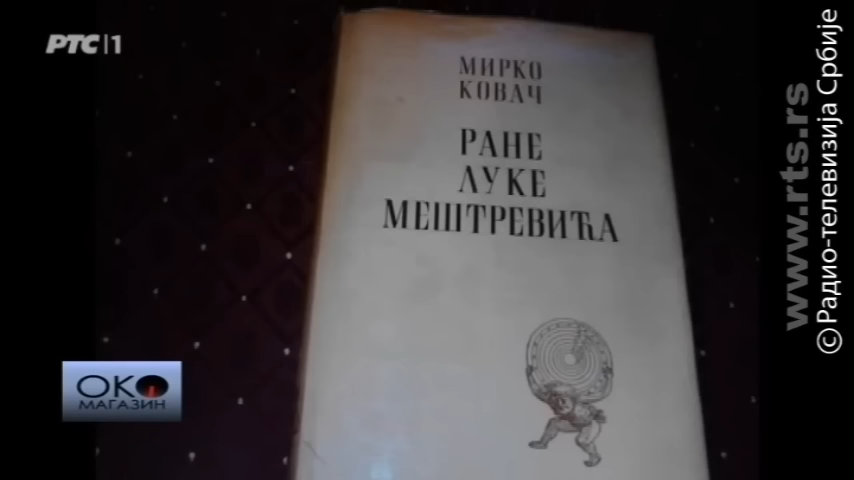 РТС|1
МИРКО
КОВАЧ
РАНЕ
ЛУКЕ
МЕШТРЕВИЋА
ОКО
МАГАЗИН
www.rts.rs
©Радио-телевизија Србије